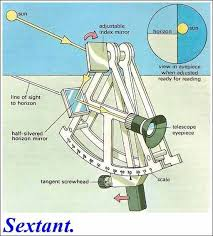 sun
adjustable
index mirror
horizon
sun
view in eyepiece
when adjusted
ready for reading
line of sight
to horizon
half-silvered
horizon mirror
telescope
eyepiece
tangent screwhead
scale
Sextant.